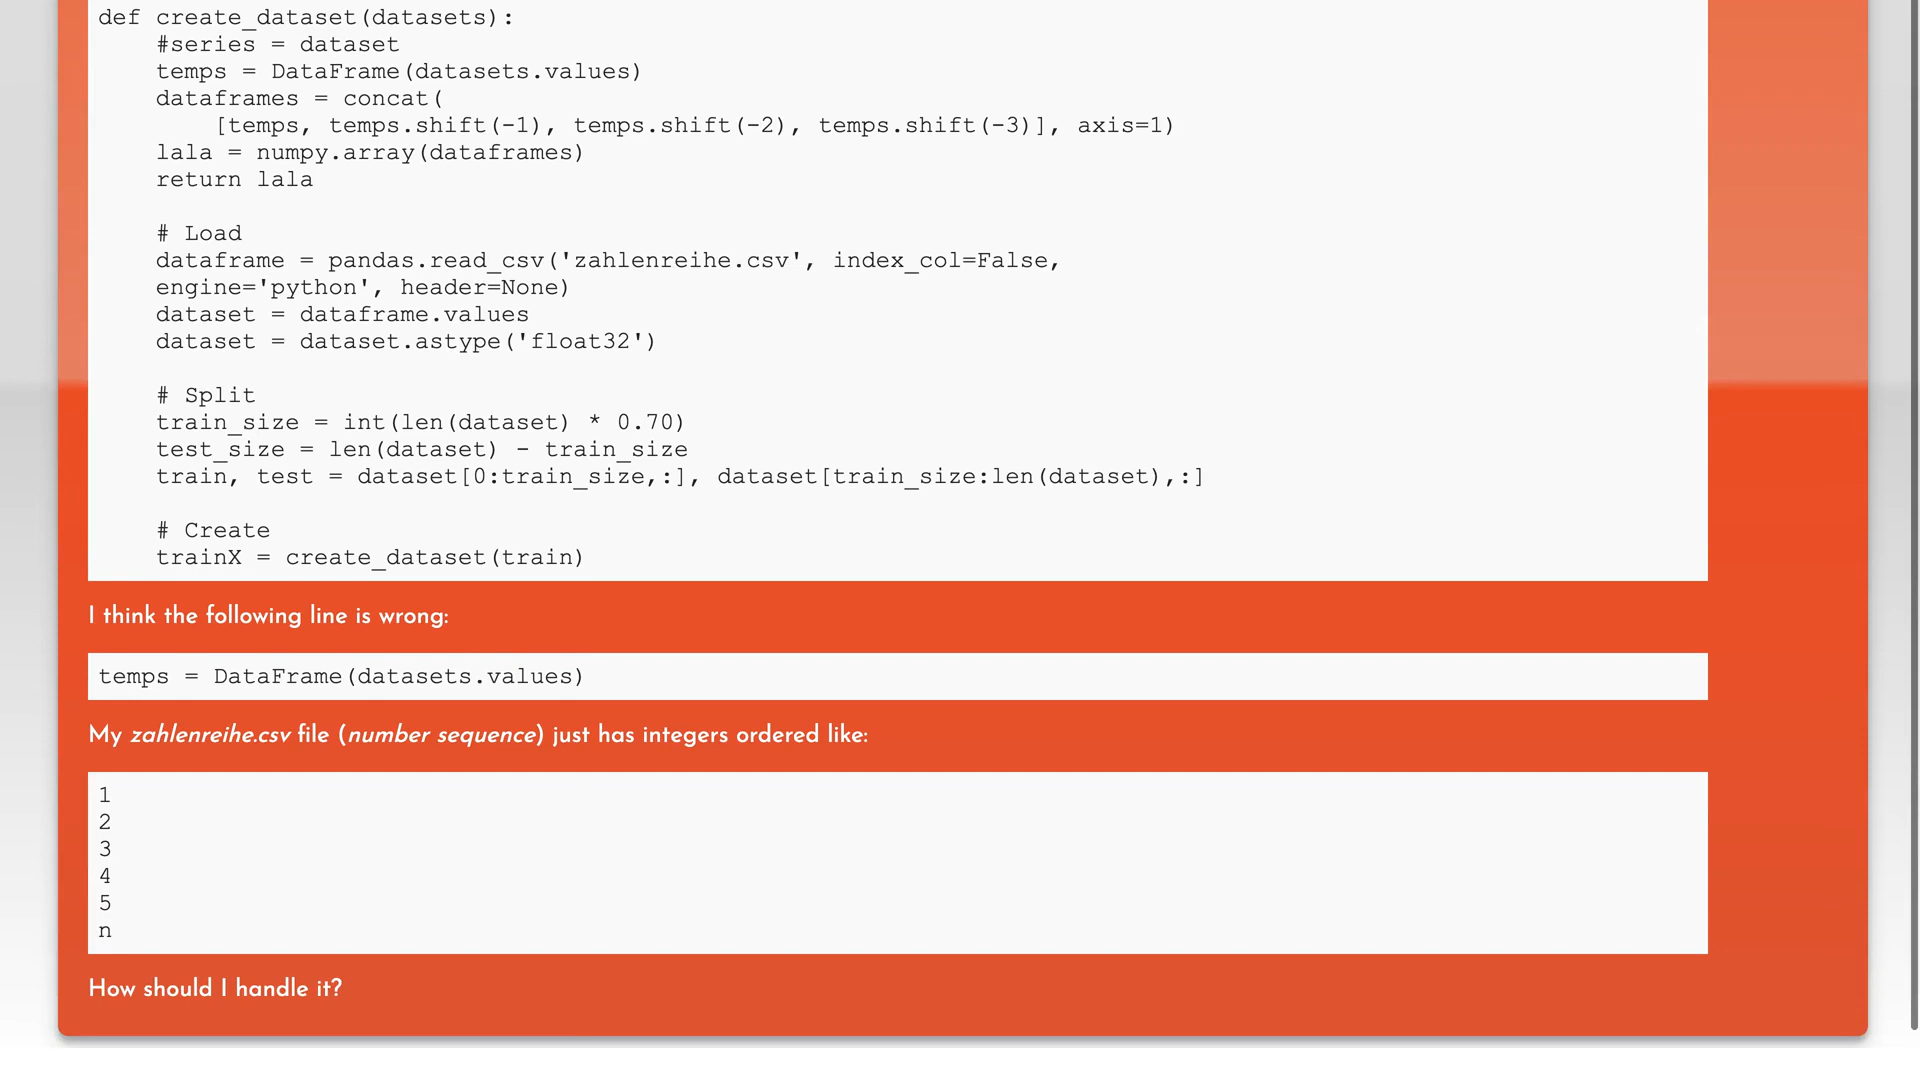 def create_dataset(datasets):
    #series = dataset
    temps = DataFrame(datasets.values)
    dataframes = concat(
        [temps, temps.shift(-1), temps.shift(-2), temps.shift(-3)], axis=1)
    lala = numpy.array(dataframes)
    return lala

    # Load
    dataframe = pandas.read_csv('zahlenreihe.csv', index_col=False,
    engine='python', header=None)
    dataset = dataframe.values
    dataset = dataset.astype('float32')

    # Split
    train_size = int(len(dataset) * 0.70)
    test_size = len(dataset) - train_size
    train, test = dataset[0:train_size,:], dataset[train_size:len(dataset),:]

    # Create
    trainX = create_dataset(train)
I think the following line is wrong:
temps = DataFrame(datasets.values)
My zahlenreihe.csv file (number sequence) just has integers ordered like:
1
2
3
4
5
n
How should I handle it?